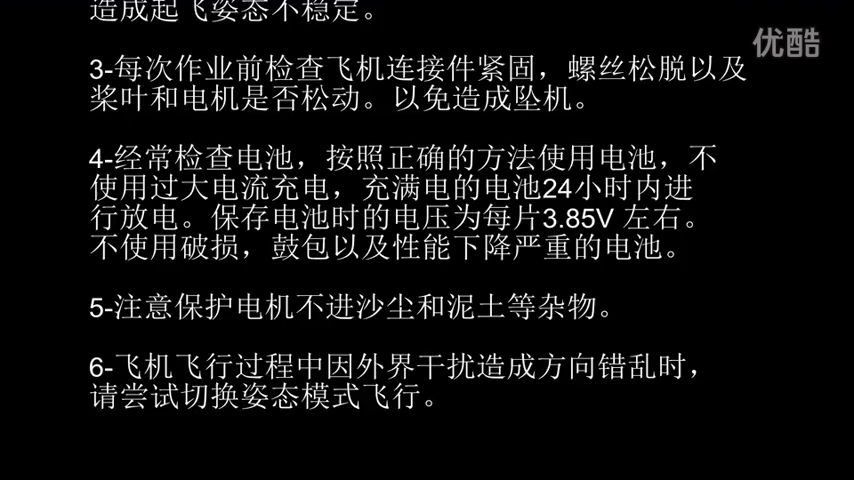 造成起飞姿态不稳定。
优酷
3-每次作业前检查飞机连接件紧固，螺丝松脱以及
桨叶和电机是否松动。以免造成坠机。
4-经常检查电池，按照正确的方法使用电池，不
使用过大电流充电，充满电的电池24小时内进
行放电。保存电池时的电压为每片3.85V 左右。
不使用破损，鼓包以及性能下降严重的电池。
5-注意保护电机不进沙尘和泥土等杂物。
6-飞机飞行过程中因外界干扰造成方向错乱时，
请尝试切换姿态模式飞行。